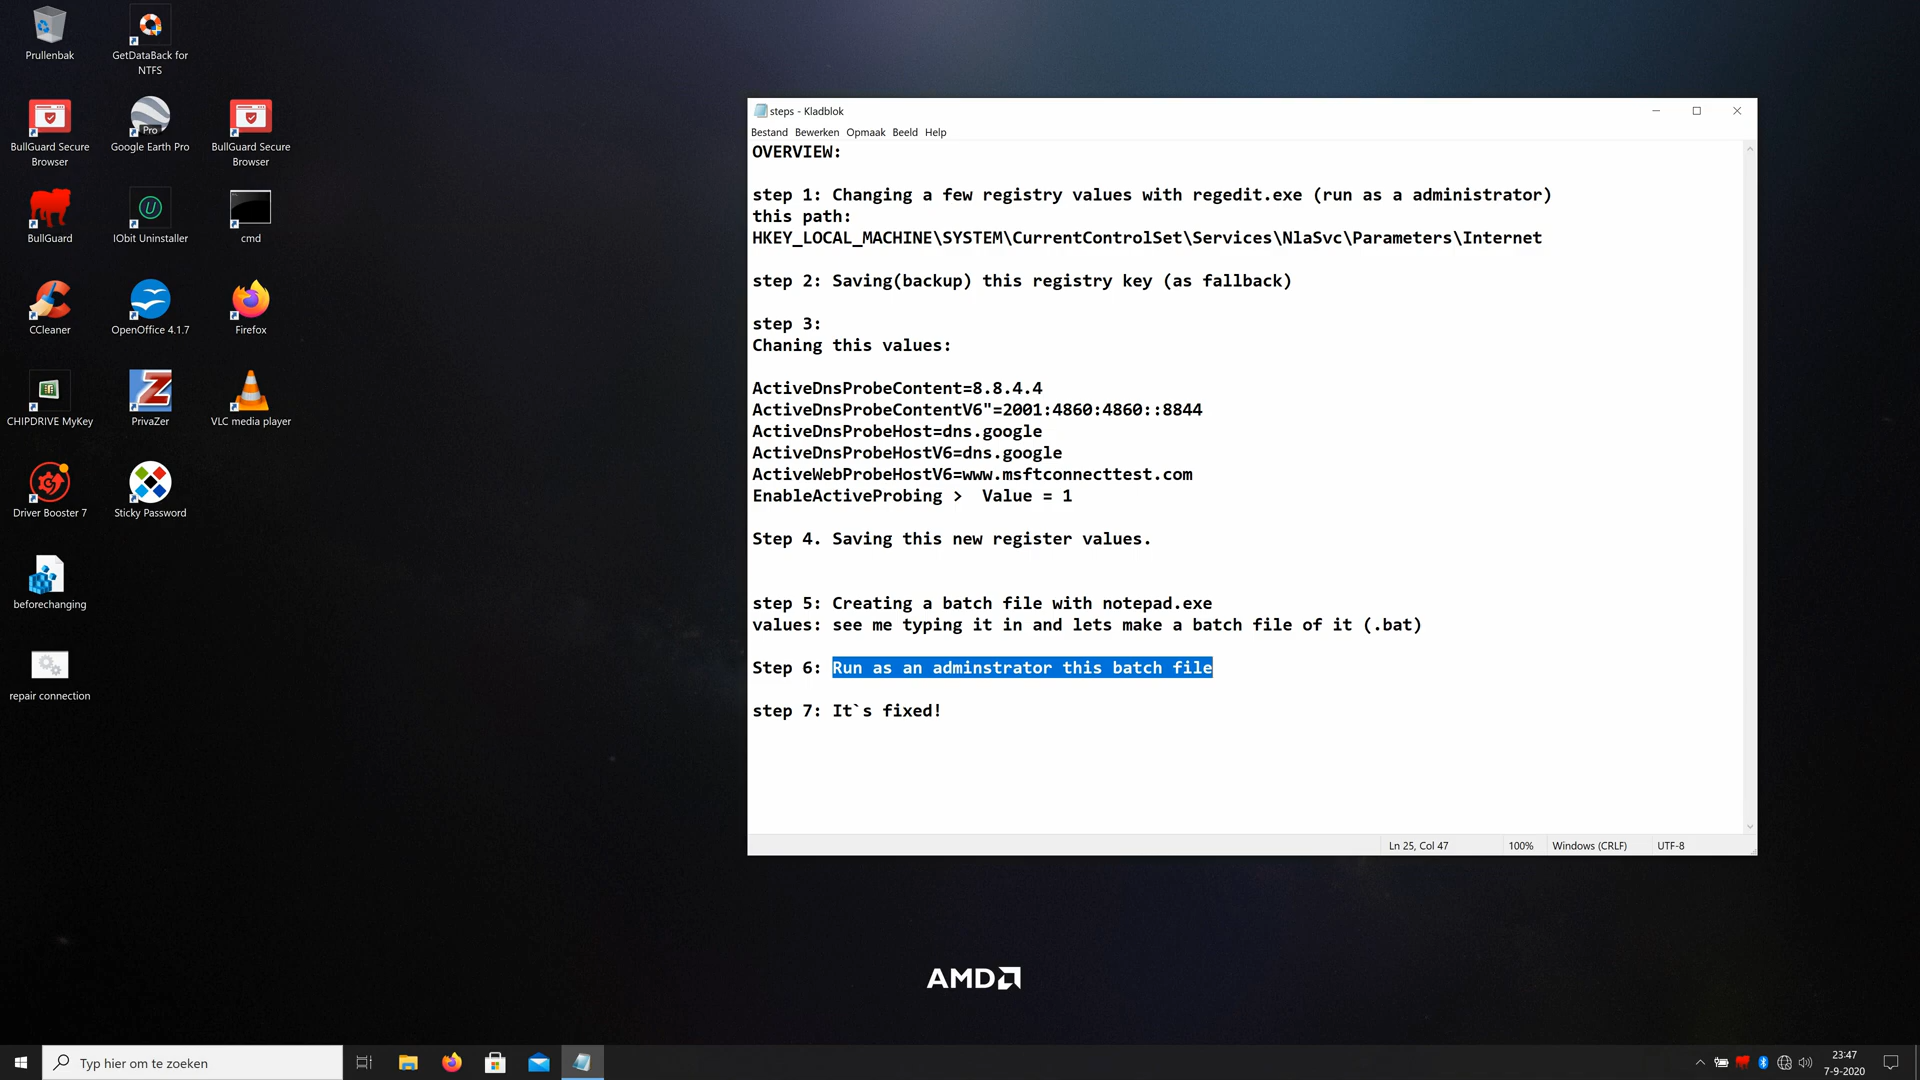 Prullenbak
GetDataBack for
NTFS
BullGuard Secure
Browser
Google Earth Pro
Pro
BullGuard Secure
Browser
BullGuard
IObit Uninstaller
cmd
CCleaner
OpenOffice 4.1.7
Firefox
CHIPDRIVE MyKey
PrivaZer
VLC media player
Driver Booster 7
Sticky Password
beforechanging
repair connection
steps - Kladblok
Bestand Bewerken Opmaak Beeld Help
OVERVIEW:
step 1: Changing a few registry values with regedit.exe (run as a administrator)
this path:
HKEY_LOCAL_MACHINE\SYSTEM\CurrentControlSet\Services\NlaSvc\Parameters\Internet
step 2: Saving(backup) this registry key (as fallback)
step 3:
Chaning this values:
ActiveDnsProbeContent=8.8.4.4
ActiveDnsProbeContentV6"=2001:4860:4860::8844
ActiveDnsProbeHost=dns.google
ActiveDnsProbeHostV6=dns.google
ActiveWebProbeHostV6=www.msftconnecttest.com
EnableActiveProbing >  Value = 1
Step 4. Saving this new register values.
step 5: Creating a batch file with notepad.exe
values: see me typing it in and lets make a batch file of it (.bat)
Step 6: Run as an adminstrator this batch file
step 7: It`s fixed!
Ln 25, Col 47
100%
Windows (CRLF)
UTF-8
AMD
Typ hier om te zoeken
23:47
7-9-2020